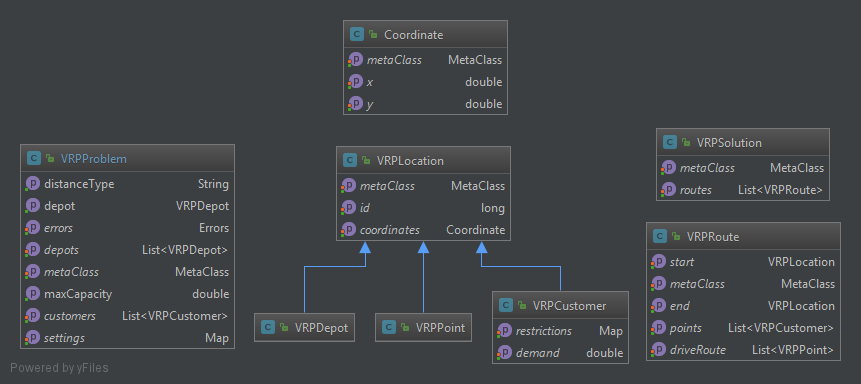 Coordinate
metaClass MetaClass
x double
y double
VRPProblem
distanceType String
depot VRPDepot
errors Errors
depots List<VRPDepot>
metaClass MetaClass
maxCapacity double
customers List<VRPCustomer>
settings Map
VRPLocation
metaClass MetaClass
id long
coordinates Coordinate
VRPSolution
metaClass MetaClass
routes List<VRPRoute>
VRPRoute
start VRPLocation
metaClass MetaClass
end VRPLocation
points List<VRPCustomer>
driveRoute List<VRPPoint>
VRPDepot
VRPPoint
VRPCustomer
restrictions Map
demand double
Powered by yFiles